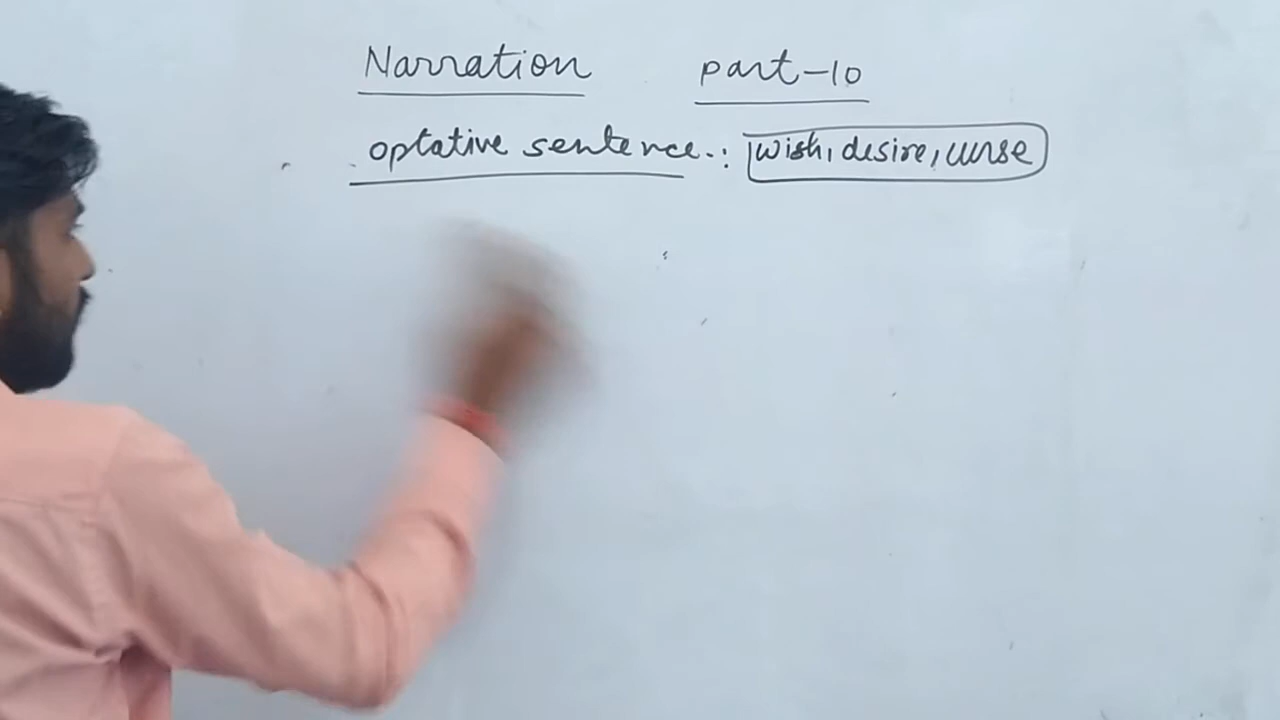 Narration part-10
optative sentence.: wish, desire, curse